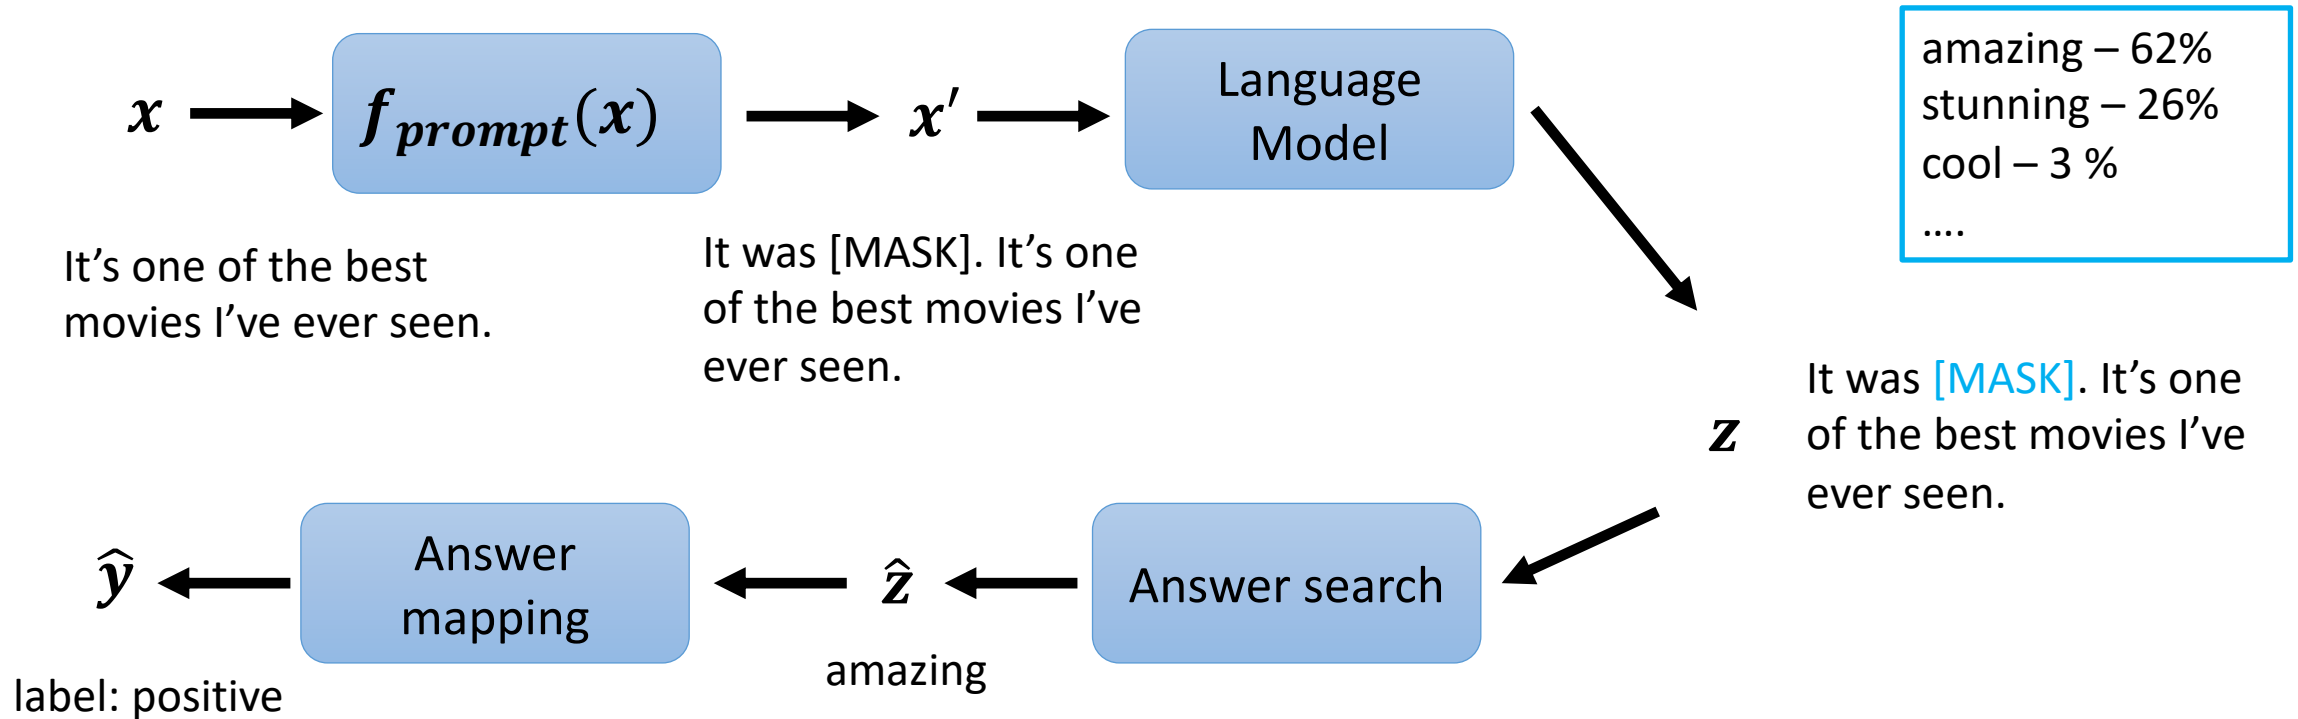 x
f_prompt(x)
x′
Language
Model
amazing – 62%
stunning – 26%
cool – 3 %
....
It's one of the best
movies I've ever seen.
It was [MASK]. It's one
of the best movies I've
ever seen.
z
It was [MASK]. It's one
of the best movies I've
ever seen.
Answer search
ẑ
amazing
Answer
mapping
ŷ
label: positive